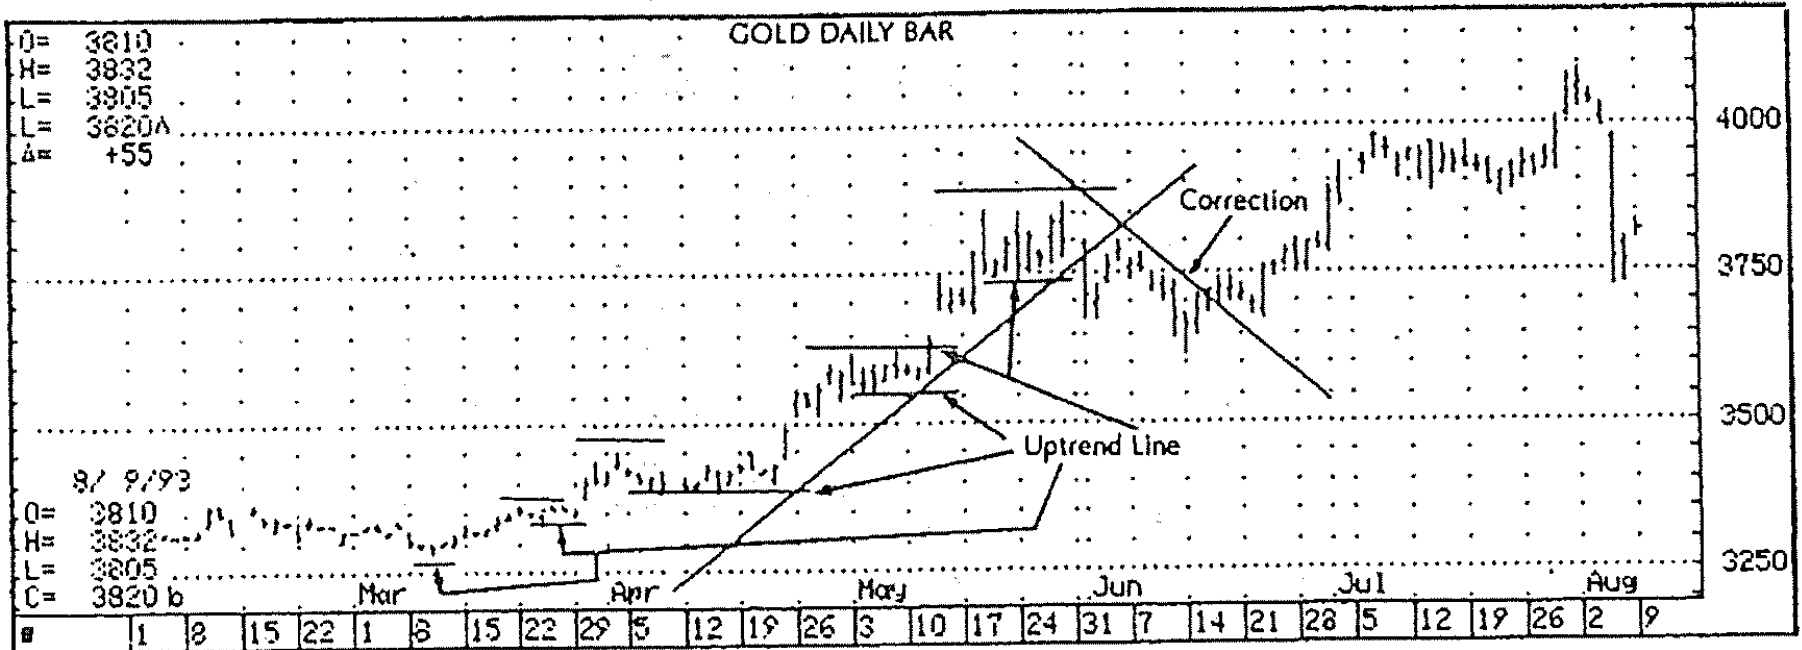 GOLD DAILY BAR
O= 3810
H= 3832
L= 3805
L= 3820A
Δ= +55
Correction
4000
3750
3500
3250
Uptrend Line
8/ 9/93
O= 3810
H= 3832
L= 3805
C= 3820 b
Mar Apr May Jun Jul Aug
1 8 15 22 1 8 15 22 29 5 12 19 26 3 10 17 24 31 7 14 21 28 5 12 19 26 2 9